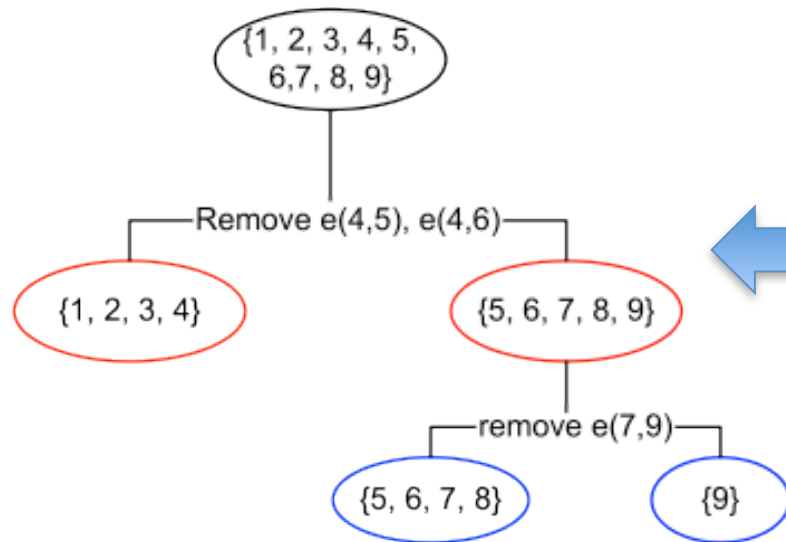 {1, 2, 3, 4, 5,
6,7, 8, 9}
Remove e(4,5), e(4,6)
{1, 2, 3, 4}
{5, 6, 7, 8, 9}
remove e(7,9)
{5, 6, 7, 8}
{9}